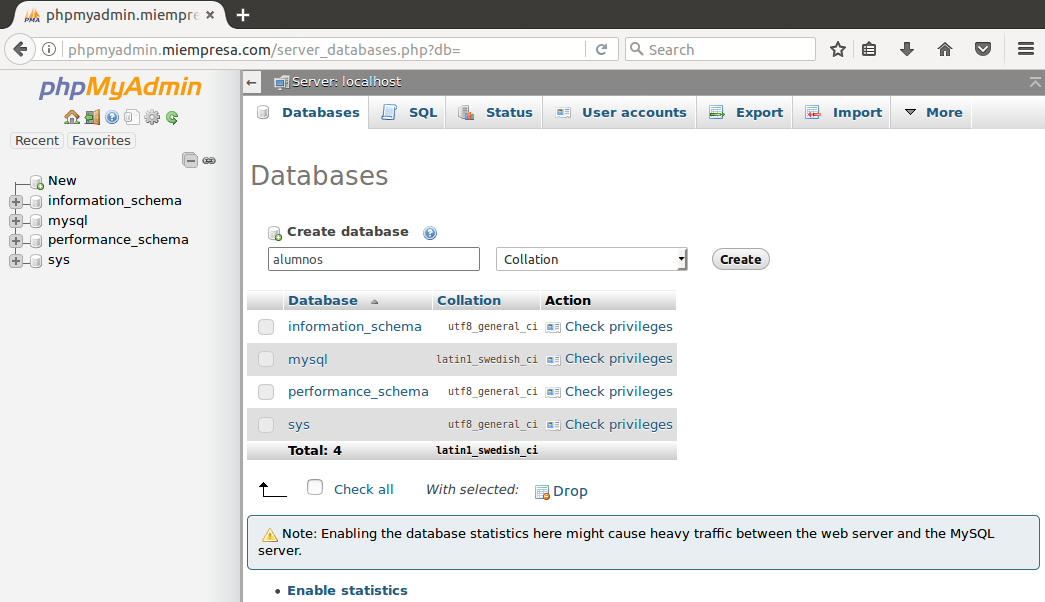 phpmyadmin.miempre
phpmyadmin.miempresa.com/server_databases.php?db=
Search
phpMyAdmin
Recent Favorites
New
information_schema
mysql
performance_schema
sys
Server: localhost
Databases SQL Status User accounts Export Import More
Databases
Create database
alumnos Collation Create
Database Collation Action
information_schema utf8_general_ci Check privileges
mysql latin1_swedish_ci Check privileges
performance_schema utf8_general_ci Check privileges
sys utf8_general_ci Check privileges
Total: 4 latin1_swedish_ci
Check all With selected: Drop
Note: Enabling the database statistics here might cause heavy traffic between the web server and the MySQL
server.
Enable statistics